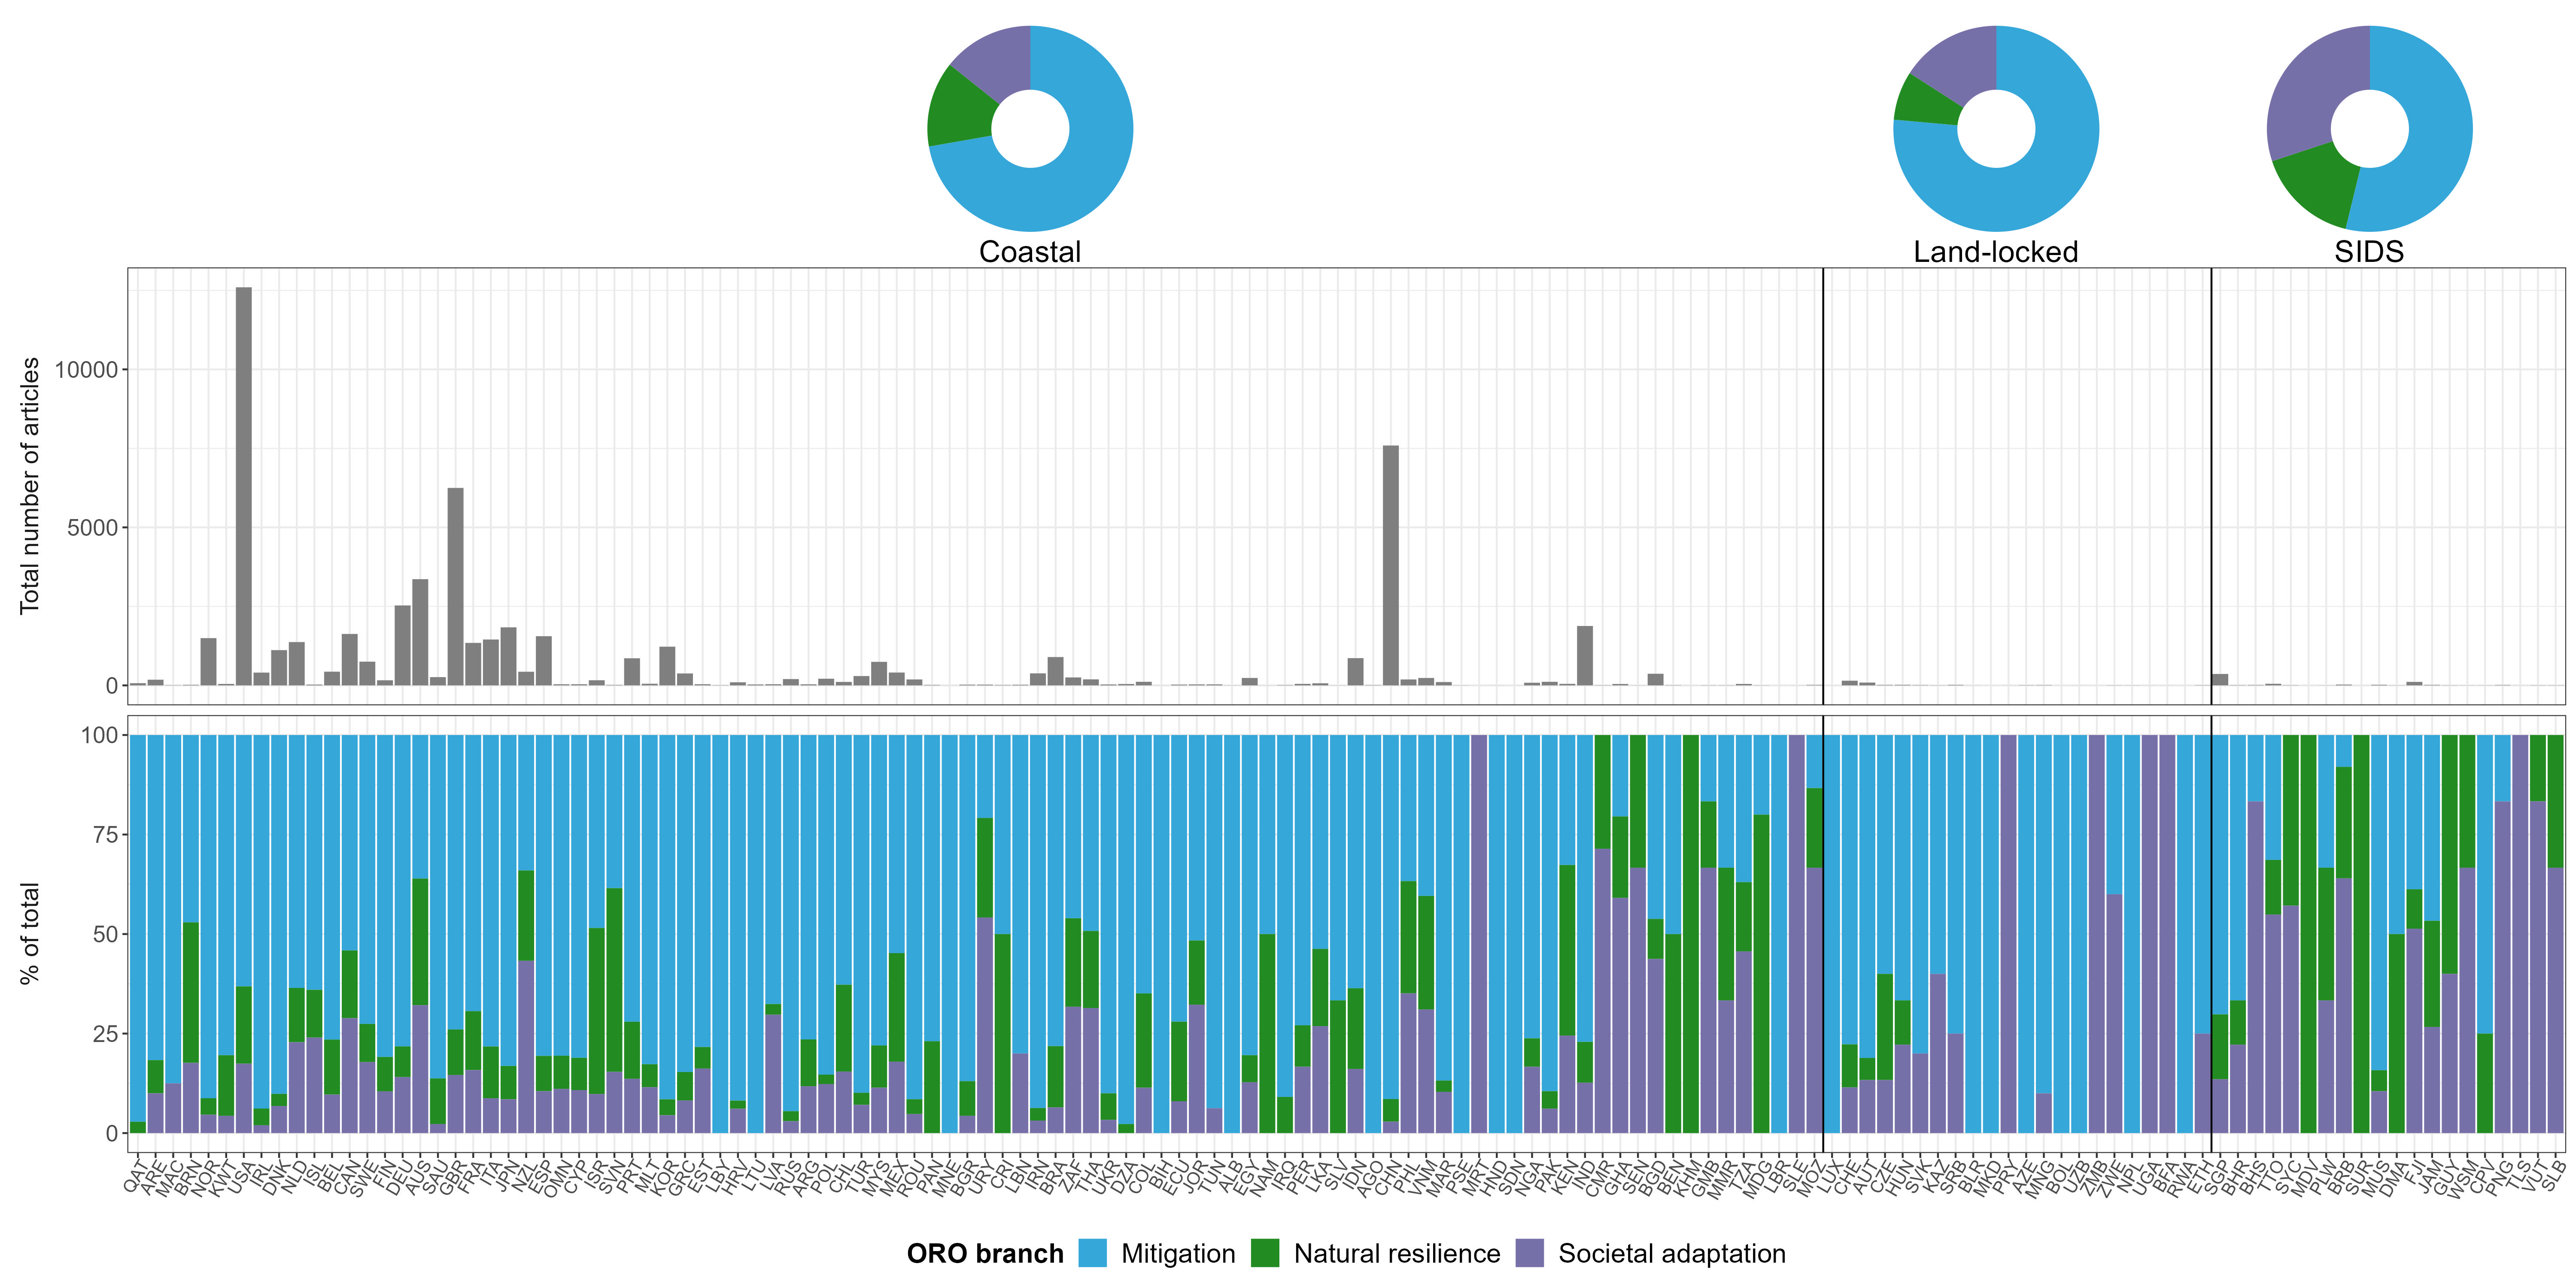 Coastal
Land-locked
SIDS
Total number of articles
10000
5000
0
% of total
100
75
50
25
0
QAT ARE MAC BRN NOR KWT USA IRL DNK NLD ISL BEL CAN SWE FIN DEU AUS SAU GBR FRA ITA JPN NZL ESP OMN CYP ISR SVN PRT MLT KOR GRC EST LBY HRV LTU LVA RUS ARG POL CHL TUR MYS MEX ROU PAN MNE BGR URY CRI LBN IRN BRA ZAF THA UKR DZA COL BIH ECU JOR TUN ALB EGY NAM IRQ PER LKA SLV IDN AGO CHN PHL VNM MAR PSE MRT HND SDN NGA PAK KEN IND CMR GHA SEN BGD BEN KHM GMB MMR TZA MDG LBR SLE MOZ LUX CHE AUT CZE HUN SVK KAZ SRB BLR MKD PRY AZE MNG BOL UZB ZMB ZWE NPL UGA BFA RWA ETH SGP BHR BHS TTO SYC MDV PLW BRB SUR MUS DMA FJI JAM GUY WSM CPV PNG TLS VUT SLB
ORO branch Mitigation Natural resilience Societal adaptation